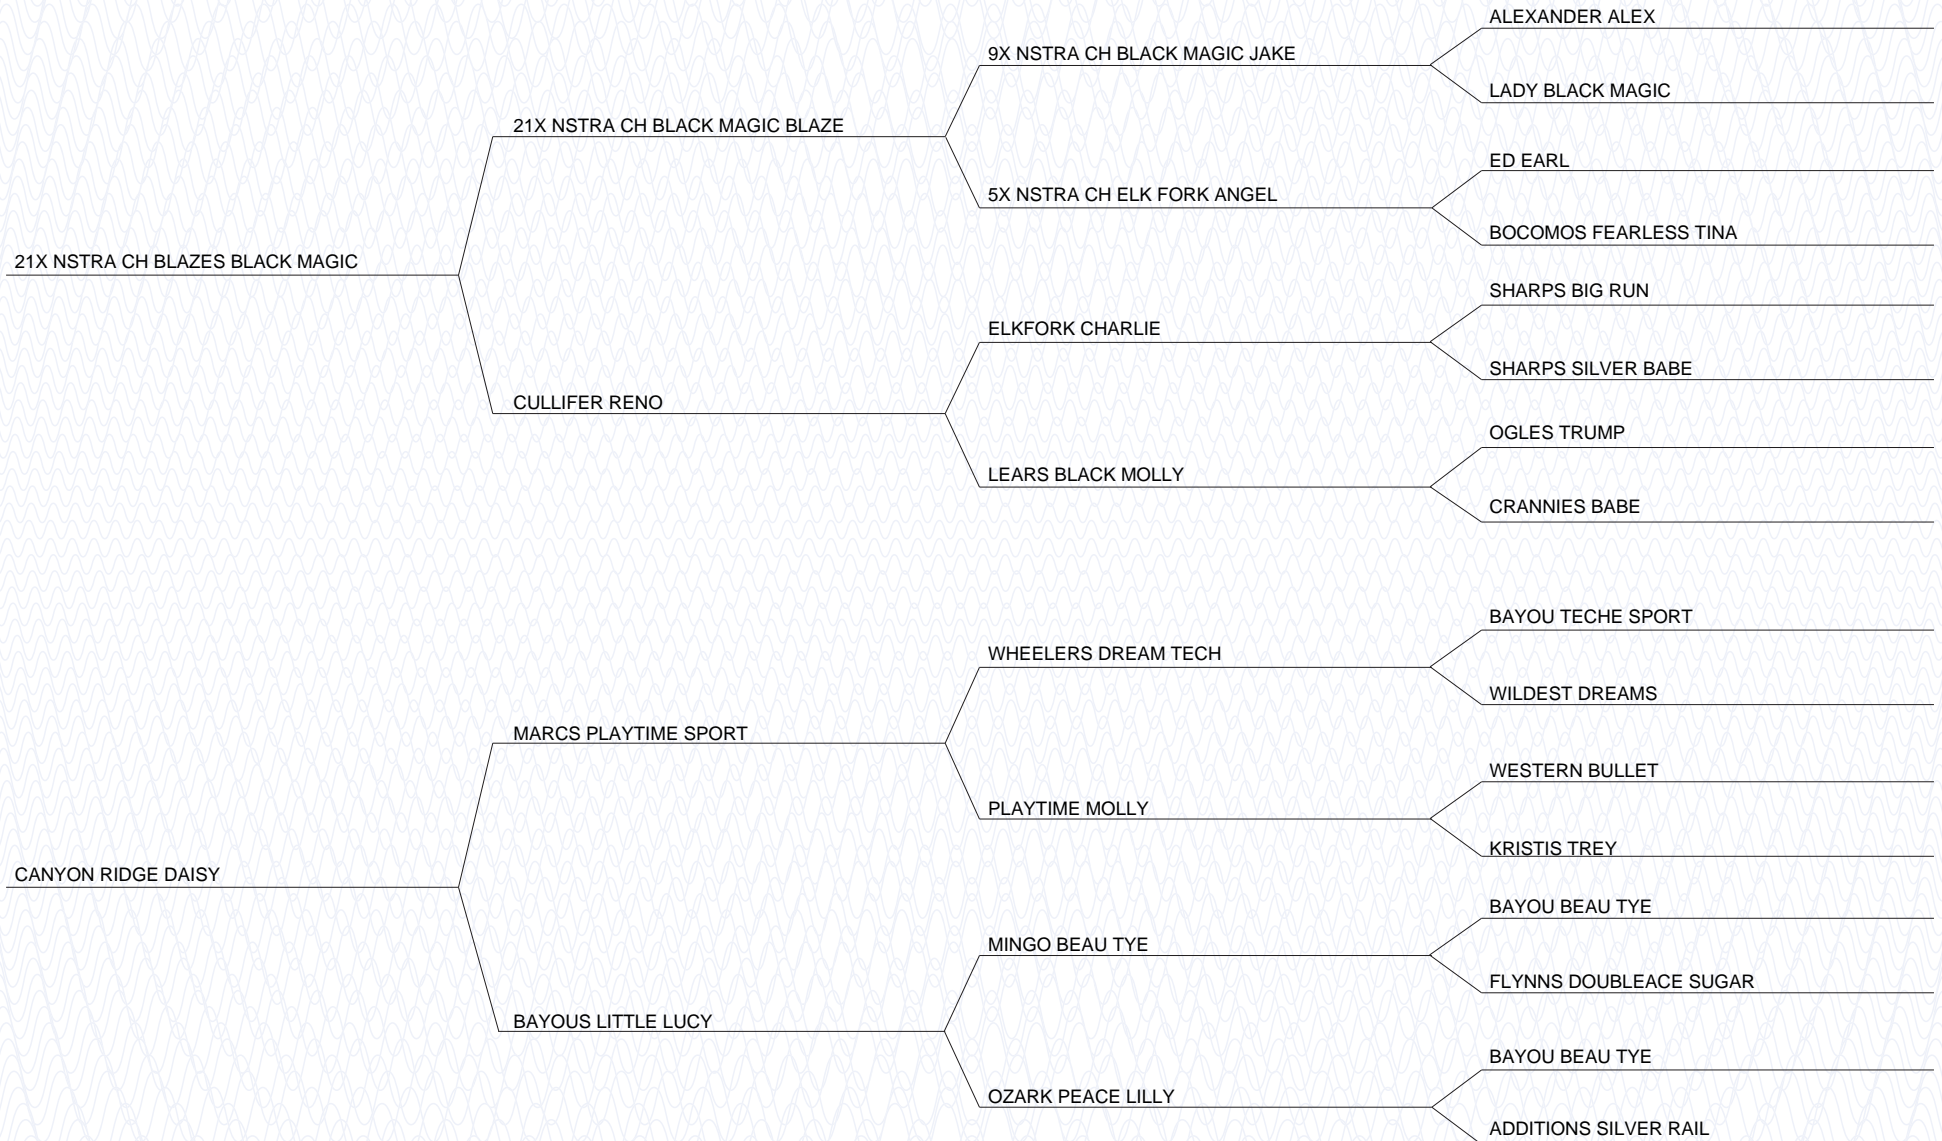 ALEXANDER ALEX
9X NSTRA CH BLACK MAGIC JAKE
LADY BLACK MAGIC
21X NSTRA CH BLACK MAGIC BLAZE
ED EARL
5X NSTRA CH ELK FORK ANGEL
BOCOMOS FEARLESS TINA
21X NSTRA CH BLAZES BLACK MAGIC
SHARPS BIG RUN
ELKFORK CHARLIE
SHARPS SILVER BABE
CULLIFER RENO
OGLES TRUMP
LEARS BLACK MOLLY
CRANNIES BABE
BAYOU TECHE SPORT
WHEELERS DREAM TECH
WILDEST DREAMS
MARCS PLAYTIME SPORT
WESTERN BULLET
PLAYTIME MOLLY
KRISTIS TREY
CANYON RIDGE DAISY
BAYOU BEAU TYE
MINGO BEAU TYE
FLYNNS DOUBLEACE SUGAR
BAYOUS LITTLE LUCY
BAYOU BEAU TYE
OZARK PEACE LILLY
ADDITIONS SILVER RAIL